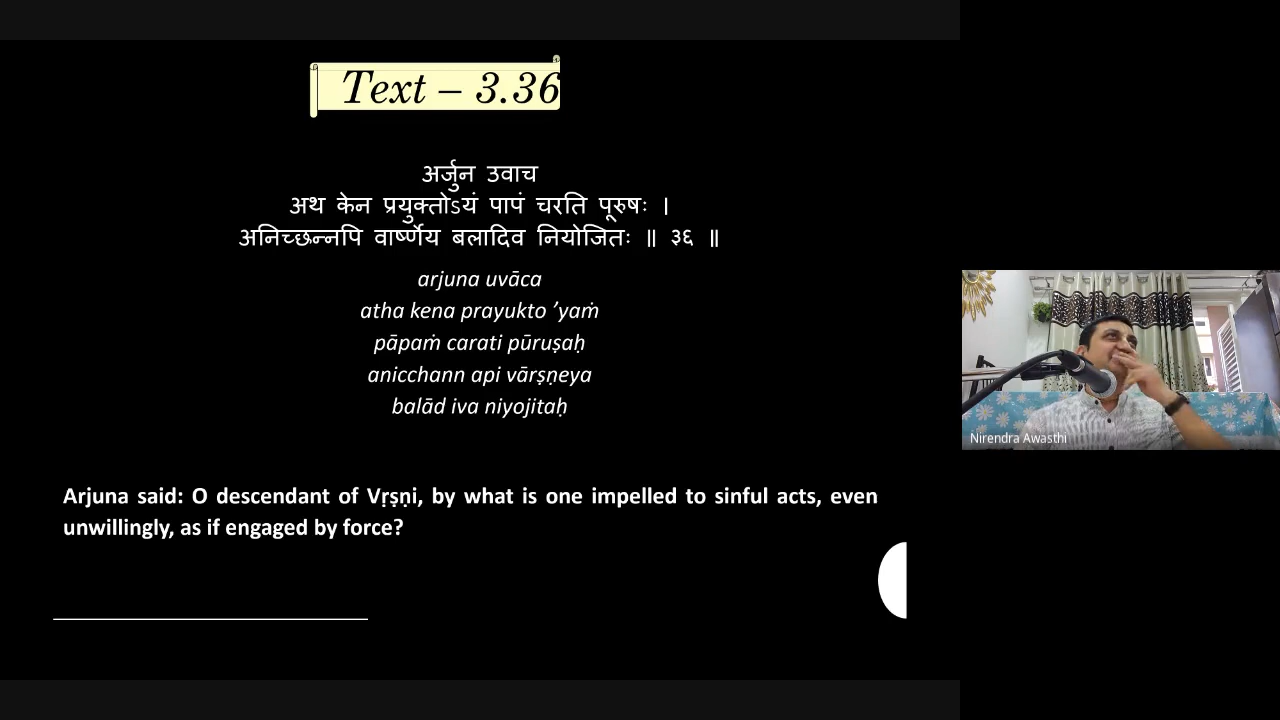 Text – 3.36
अर्जुन उवाच
अथ केन प्रयुक्तोऽयं पापं चरति पूरुषः ।
अनिच्छन्नपि वार्ष्णेय बलादिव नियोजितः ॥ ३६ ॥
arjuna uvāca
atha kena prayukto ’yaṁ
pāpaṁ carati pūruṣaḥ
anicchann api vārṣṇeya
balād iva niyojitaḥ
Arjuna said: O descendant of Vṛṣṇi, by what is one impelled to sinful acts, even
unwillingly, as if engaged by force?
Nirendra Awasthi